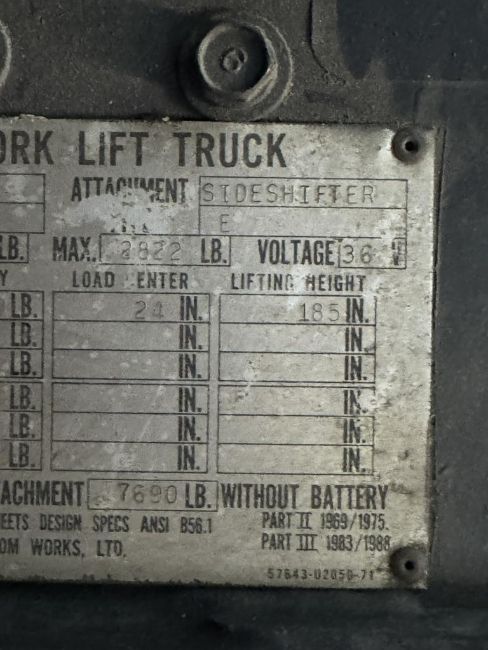 ORK LIFT TRUCK
ATTACHMENT SIDESHIFTER
E
LB. MAX. 2822 LB. VOLTAGE 36 V
Y LOAD CENTER LIFTING HEIGHT
LB. 24 IN. 185 IN.
LB. IN. IN.
LB. IN. IN.
LB. IN. IN.
LB. IN. IN.
LB. IN. IN.
TACHMENT 7690 LB. WITHOUT BATTERY
EETS DESIGN SPECS ANSI B56.1 PART II 1969/1975.
OM WORKS, LTD. PART III 1983/1988
57643-02050-71